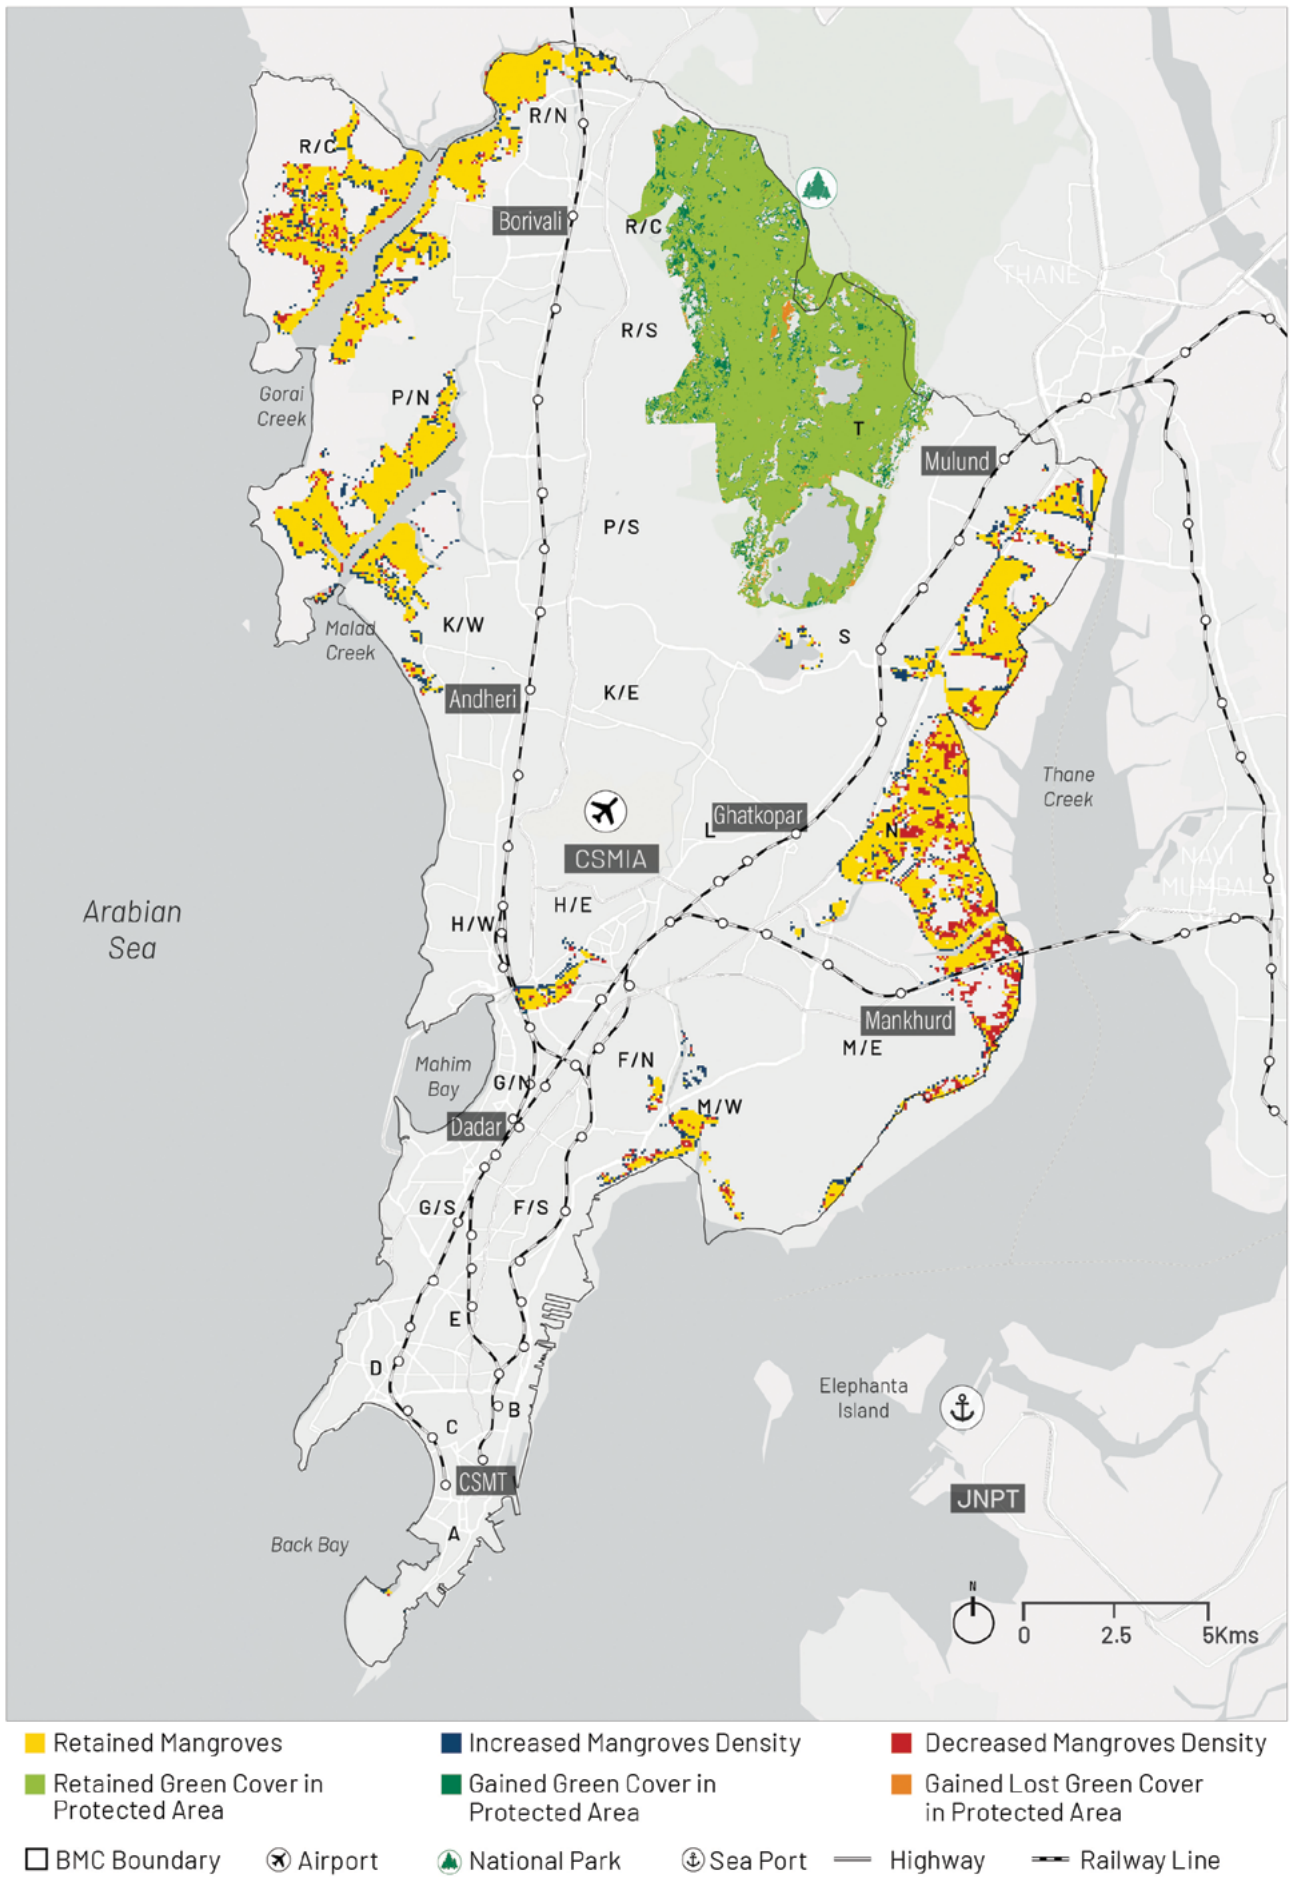 R/N
R/C
Borivali
R/C
THANE
R/S
Gorai
Creek
P/N
T
Mulund
P/S
Malad
Creek
K/W
S
Andheri
K/E
Thane
Creek
Ghatkopar
L
N
CSMIA
NAVI
MUMBAI
Arabian
Sea
H/W
H/E
Mankhurd
M/E
Mahim
Bay
F/N
G/N
M/W
Dadar
G/S
F/S
E
D
Elephanta
Island
B
C
CSMT
JNPT
A
Back Bay
N
0
2.5
5Kms
Retained Mangroves
Increased Mangroves Density
Decreased Mangroves Density
Retained Green Cover in
Protected Area
Gained Green Cover in
Protected Area
Gained Lost Green Cover
in Protected Area
BMC Boundary
Airport
National Park
Sea Port
Highway
Railway Line